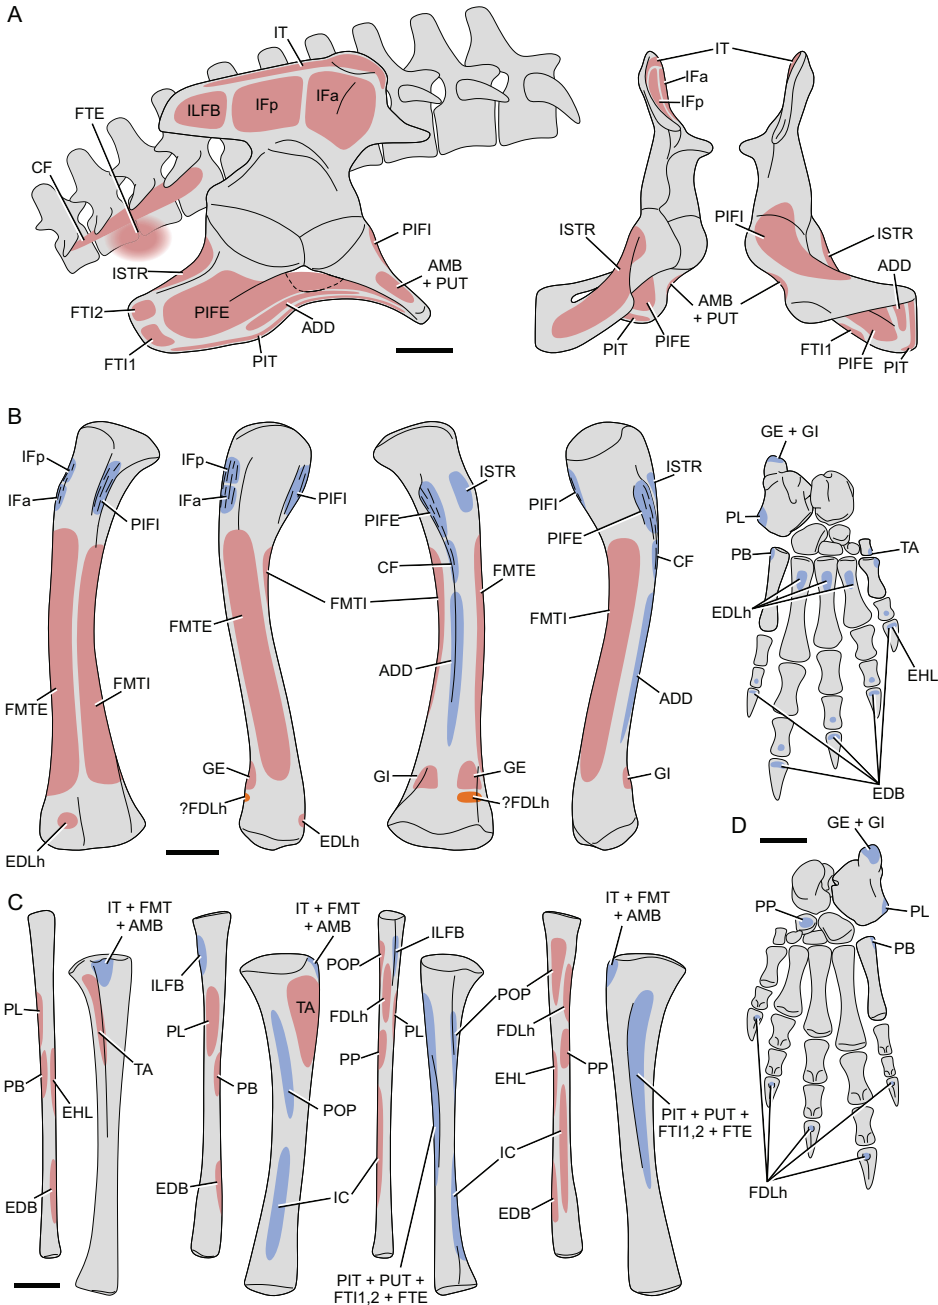 A
IT
IT
ILFB
IFp
IFa
IFa
IFp
FTE
CF
ISTR
PIFI
AMB
+ PUT
FTI2
PIFE
ADD
FTI1
PIT
ISTR
PIFI
ISTR
ADD
AMB
+ PUT
PIT
PIFE
FTI1
PIFE
PIT
B
IFp
IFa
PIFI
IFp
IFa
PIFI
ISTR
PIFE
CF
FMTE
FMTI
FMTE
ADD
FMTE
FMTI
GE
?FDLh
EDLh
EDLh
GI
GE
?FDLh
ISTR
PIFI
PIFE
CF
FMTI
ADD
GI
GE + GI
PL
PB
TA
EDLh
EHL
EDB
D
GE + GI
PP
PL
PB
FDLh
C
IT + FMT
+ AMB
PL
TA
PB
EHL
EDB
IT + FMT
+ AMB
ILFB
TA
PL
PB
POP
EDB
IC
ILFB
POP
FDLh
PL
PP
POP
FDLh
EHL
PP
IC
EDB
PIT + PUT +
FTI1,2 + FTE
IT + FMT
+ AMB
PIT + PUT +
FTI1,2 + FTE